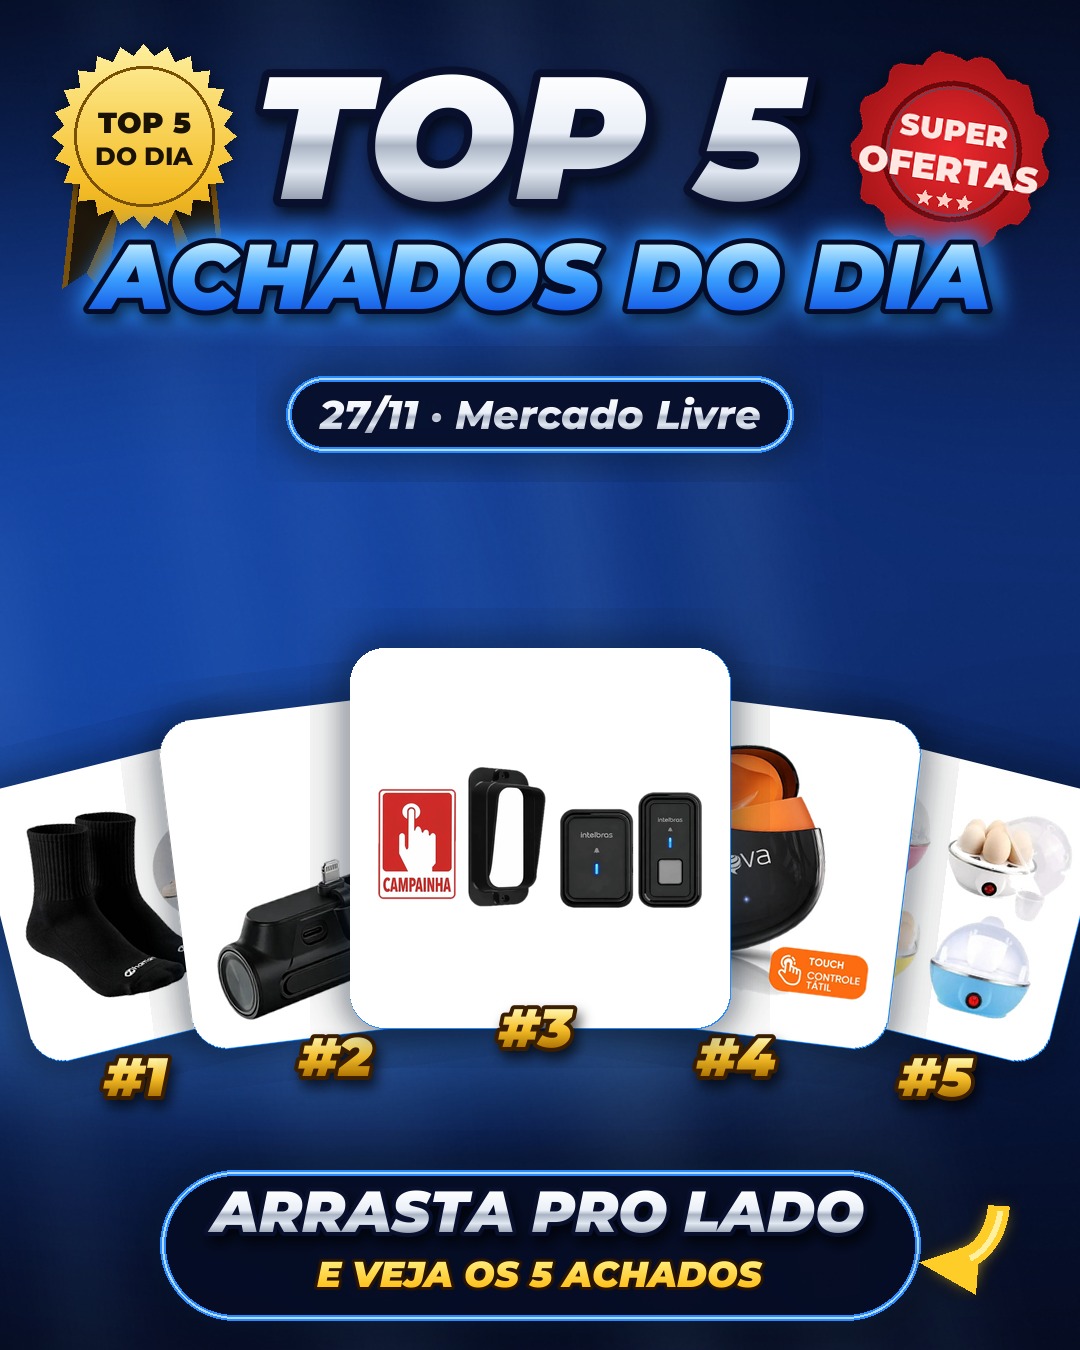 TOP 5
DO DIA
TOP 5
SUPER
OFERTAS
ACHADOS DO DIA
27/11 · Mercado Livre
CAMPAINHA
intelbras
intelbras
va
TOUCH
CONTROLE
TÁTIL
#1
#2
#3
#4
#5
ARRASTA PRO LADO
E VEJA OS 5 ACHADOS